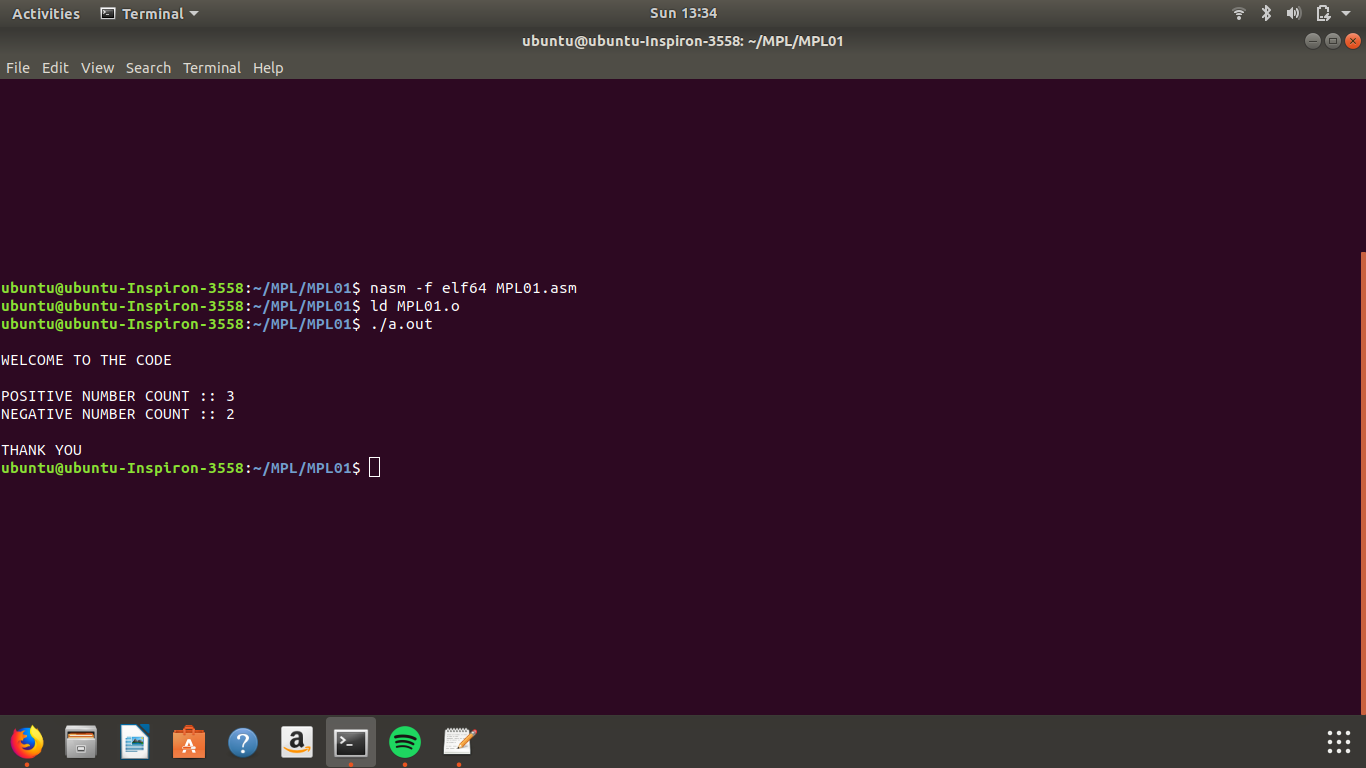 Activities Terminal Sun 13:34
ubuntu@ubuntu-Inspiron-3558: ~/MPL/MPL01
File Edit View Search Terminal Help
ubuntu@ubuntu-Inspiron-3558:~/MPL/MPL01$ nasm -f elf64 MPL01.asm
ubuntu@ubuntu-Inspiron-3558:~/MPL/MPL01$ ld MPL01.o
ubuntu@ubuntu-Inspiron-3558:~/MPL/MPL01$ ./a.out
WELCOME TO THE CODE
POSITIVE NUMBER COUNT :: 3
NEGATIVE NUMBER COUNT :: 2
THANK YOU
ubuntu@ubuntu-Inspiron-3558:~/MPL/MPL01$